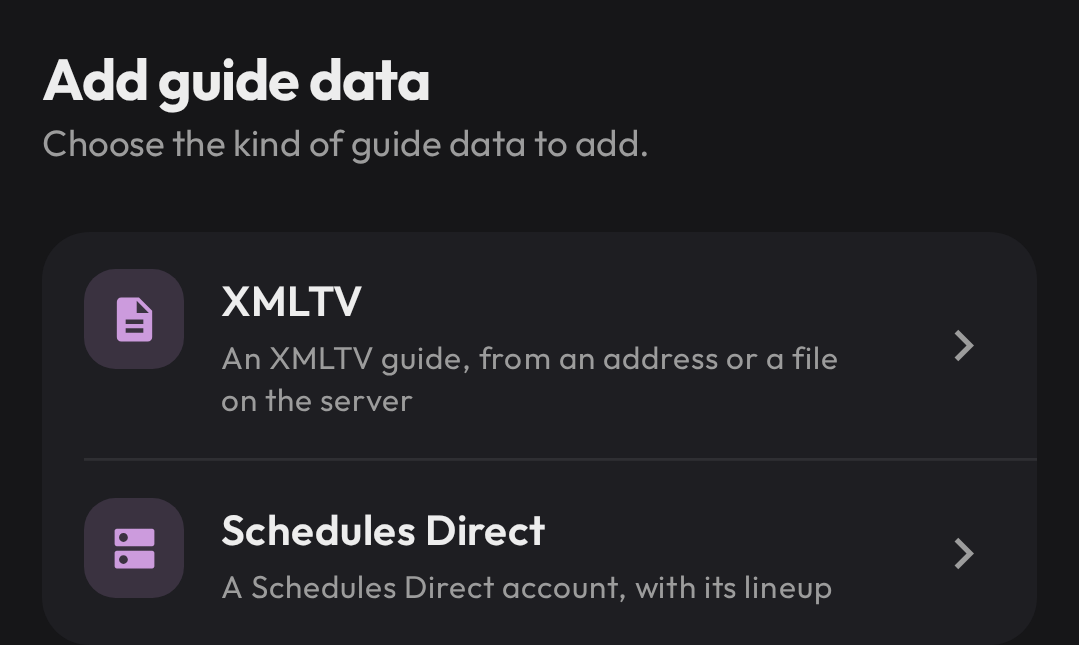 Add guide data
Choose the kind of guide data to add.
XMLTV
An XMLTV guide, from an address or a file
on the server
Schedules Direct
A Schedules Direct account, with its lineup